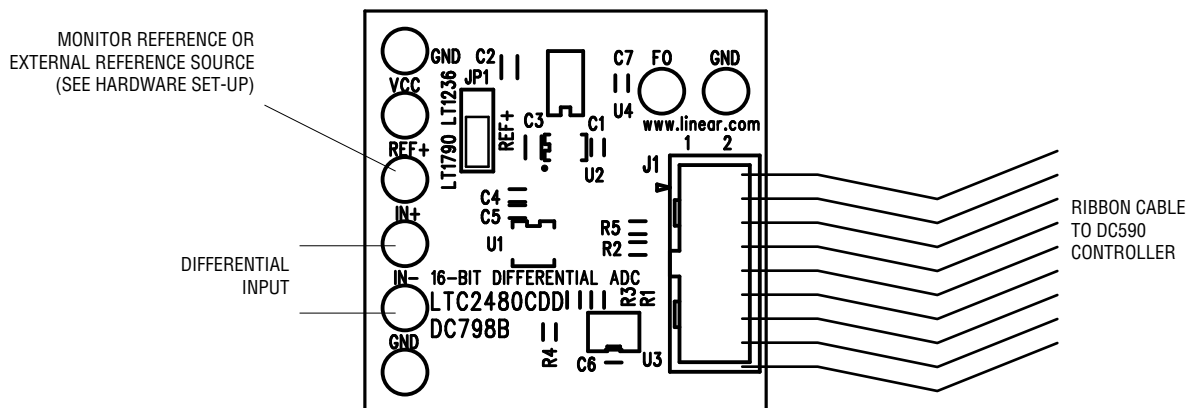 MONITOR REFERENCE OR
EXTERNAL REFERENCE SOURCE
(SEE HARDWARE SET-UP)
DIFFERENTIAL
INPUT
GND
VCC
REF+
IN+
IN-
GND
C2
JP1
LT1790 LT1236
REF+
C3
C1
U2
C7
U4
FO
GND
www.linear.com
1 2
J1
C4
C5
U1
R5
R2
16-BIT DIFFERENTIAL ADC
LTC2480CDD
DC798B
R3
R1
R4
C6
U3
RIBBON CABLE
TO DC590
CONTROLLER